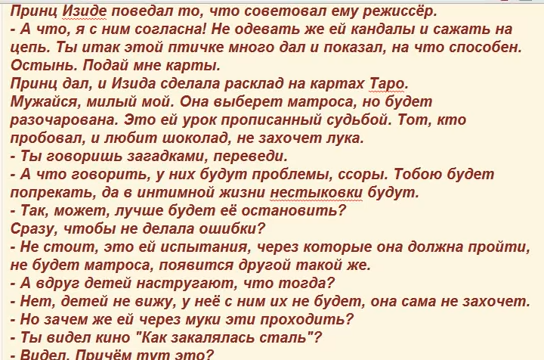 Принц Изиде поведал то, что советовал ему режиссёр.
- А что, я с ним согласна! Не одевать же ей кандалы и сажать на
цепь. Ты итак этой птичке много дал и показал, на что способен.
Остынь. Подай мне карты.
Принц дал, и Изида сделала расклад на картах Таро.
Мужайся, милый мой. Она выберет матроса, но будет
разочарована. Это ей урок прописанный судьбой. Тот, кто
пробовал, и любит шоколад, не захочет лука.
- Ты говоришь загадками, переведи.
- А что говорить, у них будут проблемы, ссоры. Тобою будет
попрекать, да в интимной жизни нестыковки будут.
- Так, может, лучше будет её остановить?
Сразу, чтобы не делала ошибки?
- Не стоит, это ей испытания, через которые она должна пройти,
не будет матроса, появится другой такой же.
- А вдруг детей настругают, что тогда?
- Нет, детей не вижу, у неё с ним их не будет, она сама не захочет.
- Но зачем же ей через муки эти проходить?
- Ты видел кино "Как закалялась сталь"?
- Видел. Причём тут это?